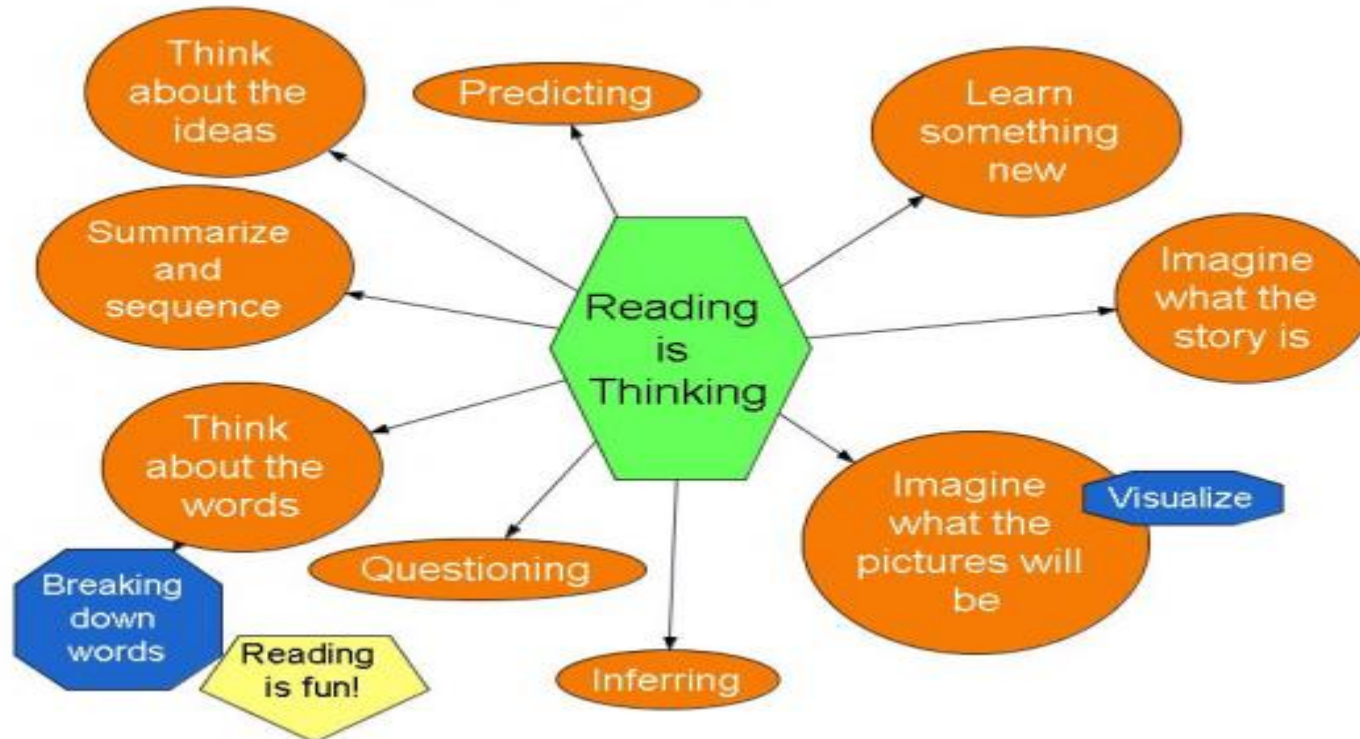 Think
about the
ideas
Predicting
Learn
something
new
Summarize
and
sequence
Reading
is
Thinking
Imagine
what the
story is
Think
about the
words
Questioning
Imagine
what the
pictures will
be
Visualize
Breaking
down
words
Reading
is fun!
Inferring